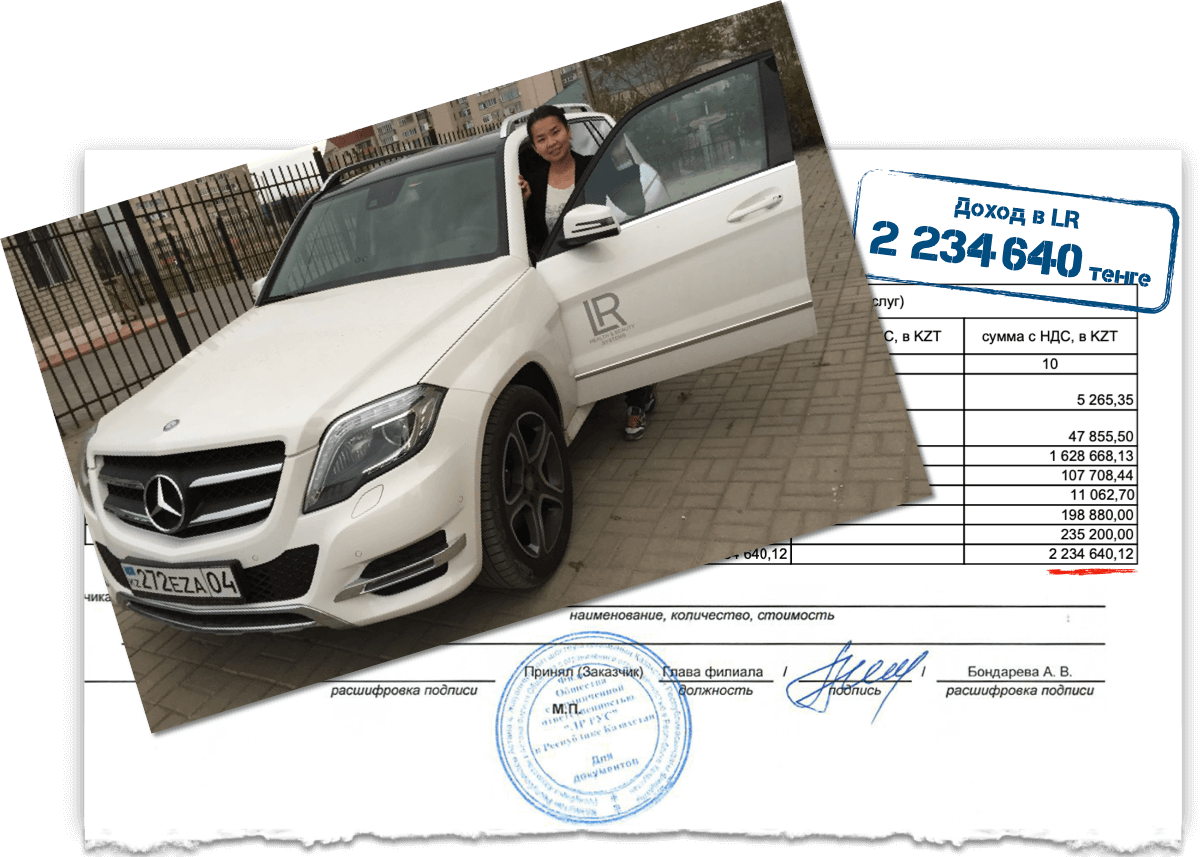 Доход в LR
2 234 640 тенге
слуг)
С, в KZT
сумма с НДС, в KZT
10
5 265,35
47 855,50
1 628 668,13
107 708,44
11 062,70
198 880,00
235 200,00
640,12
2 234 640,12
LR
HEALTH & BEAUTY
SYSTEMS
KZ 272EZA 04
чика
наименование, количество, стоимость
Принял (Заказчик) Глава филиала / / Бондарева А. В.
расшифровка подписи
должность
подпись
расшифровка подписи
М.П.
Филиал
Общества
с ограниченной
ответственностью
"ЛР РУС"
в Республике Казахстан
Для
документов